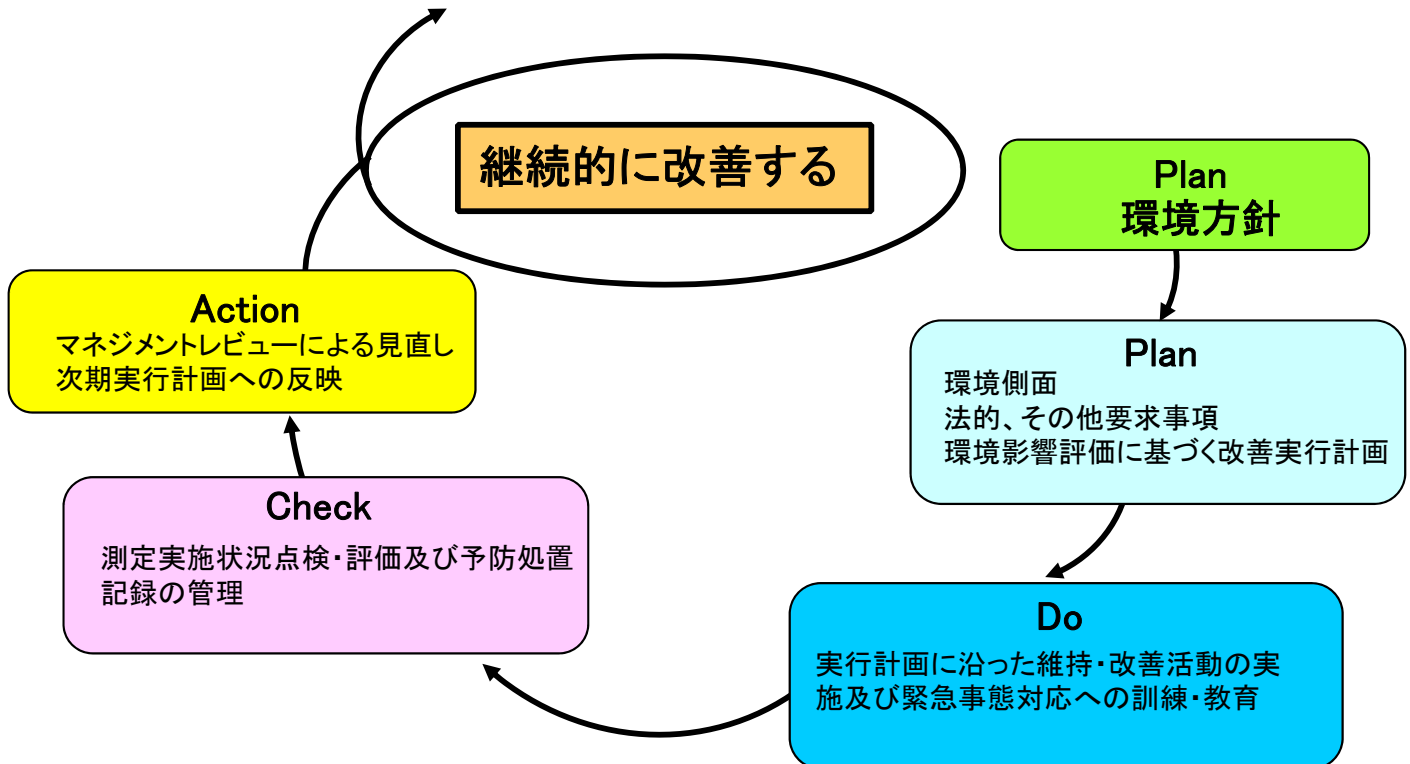 継続的に改善する
Plan
環境方針
Plan
環境側面
法的、その他要求事項
環境影響評価に基づく改善実行計画
Do
実行計画に沿った維持・改善活動の実
施及び緊急事態対応への訓練・教育
Check
測定実施状況点検・評価及び予防処置
記録の管理
Action
マネジメントレビューによる見直し
次期実行計画への反映